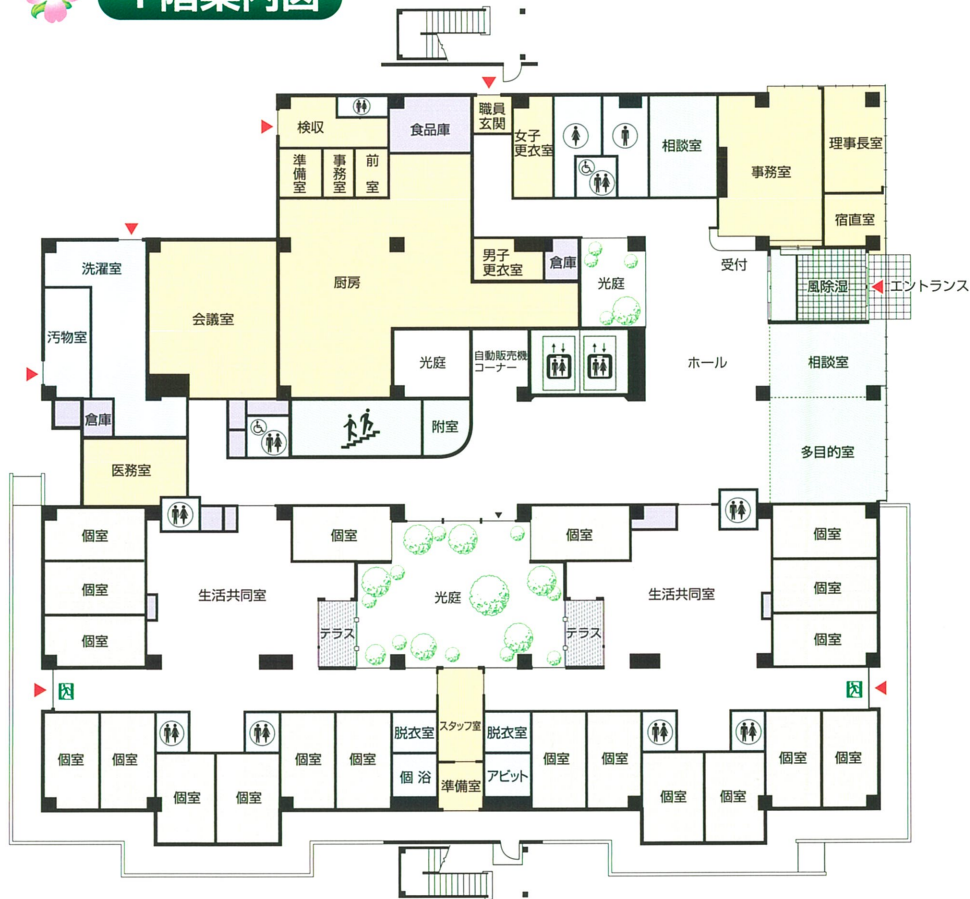 1階案内図
職員
玄関
検収
食品庫
女子
更衣室
相談室
事務室
理事長室
準備室
事務室
前室
宿直室
洗濯室
男子
更衣室
倉庫
受付
厨房
光庭
風除湿
エントランス
会議室
汚物室
光庭
自動販売機
コーナー
ホール
相談室
倉庫
附室
医務室
多目的室
個室
個室
個室
個室
個室
生活共同室
光庭
生活共同室
個室
テラス
テラス
個室
個室
個室
スタッフ室
脱衣室
脱衣室
個室
個室
個室
個室
個室
個室
個室
個室
個浴
準備室
アビット
個室
個室
個室
個室